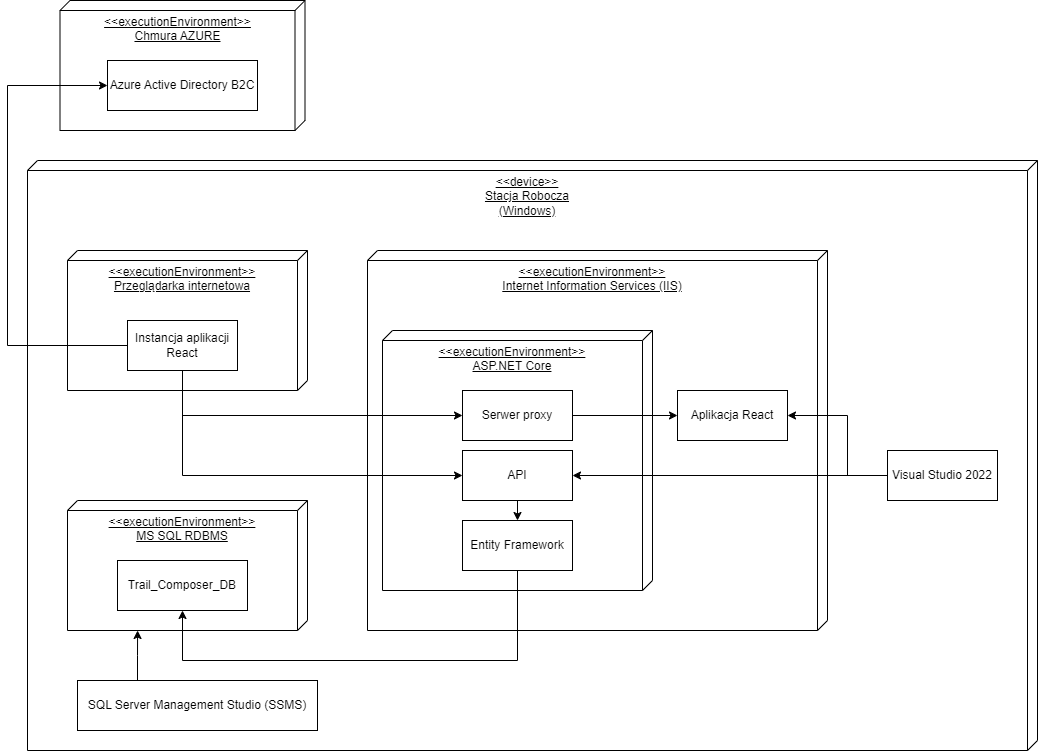 <<executionEnvironment>>
Chmura AZURE
Azure Active Directory B2C
<<device>>
Stacja Robocza
(Windows)
<<executionEnvironment>>
Przeglądarka internetowa
Instancja aplikacji
React
<<executionEnvironment>>
Internet Information Services (IIS)
<<executionEnvironment>>
ASP.NET Core
Serwer proxy
Aplikacja React
API
Visual Studio 2022
Entity Framework
<<executionEnvironment>>
MS SQL RDBMS
Trail_Composer_DB
SQL Server Management Studio (SSMS)